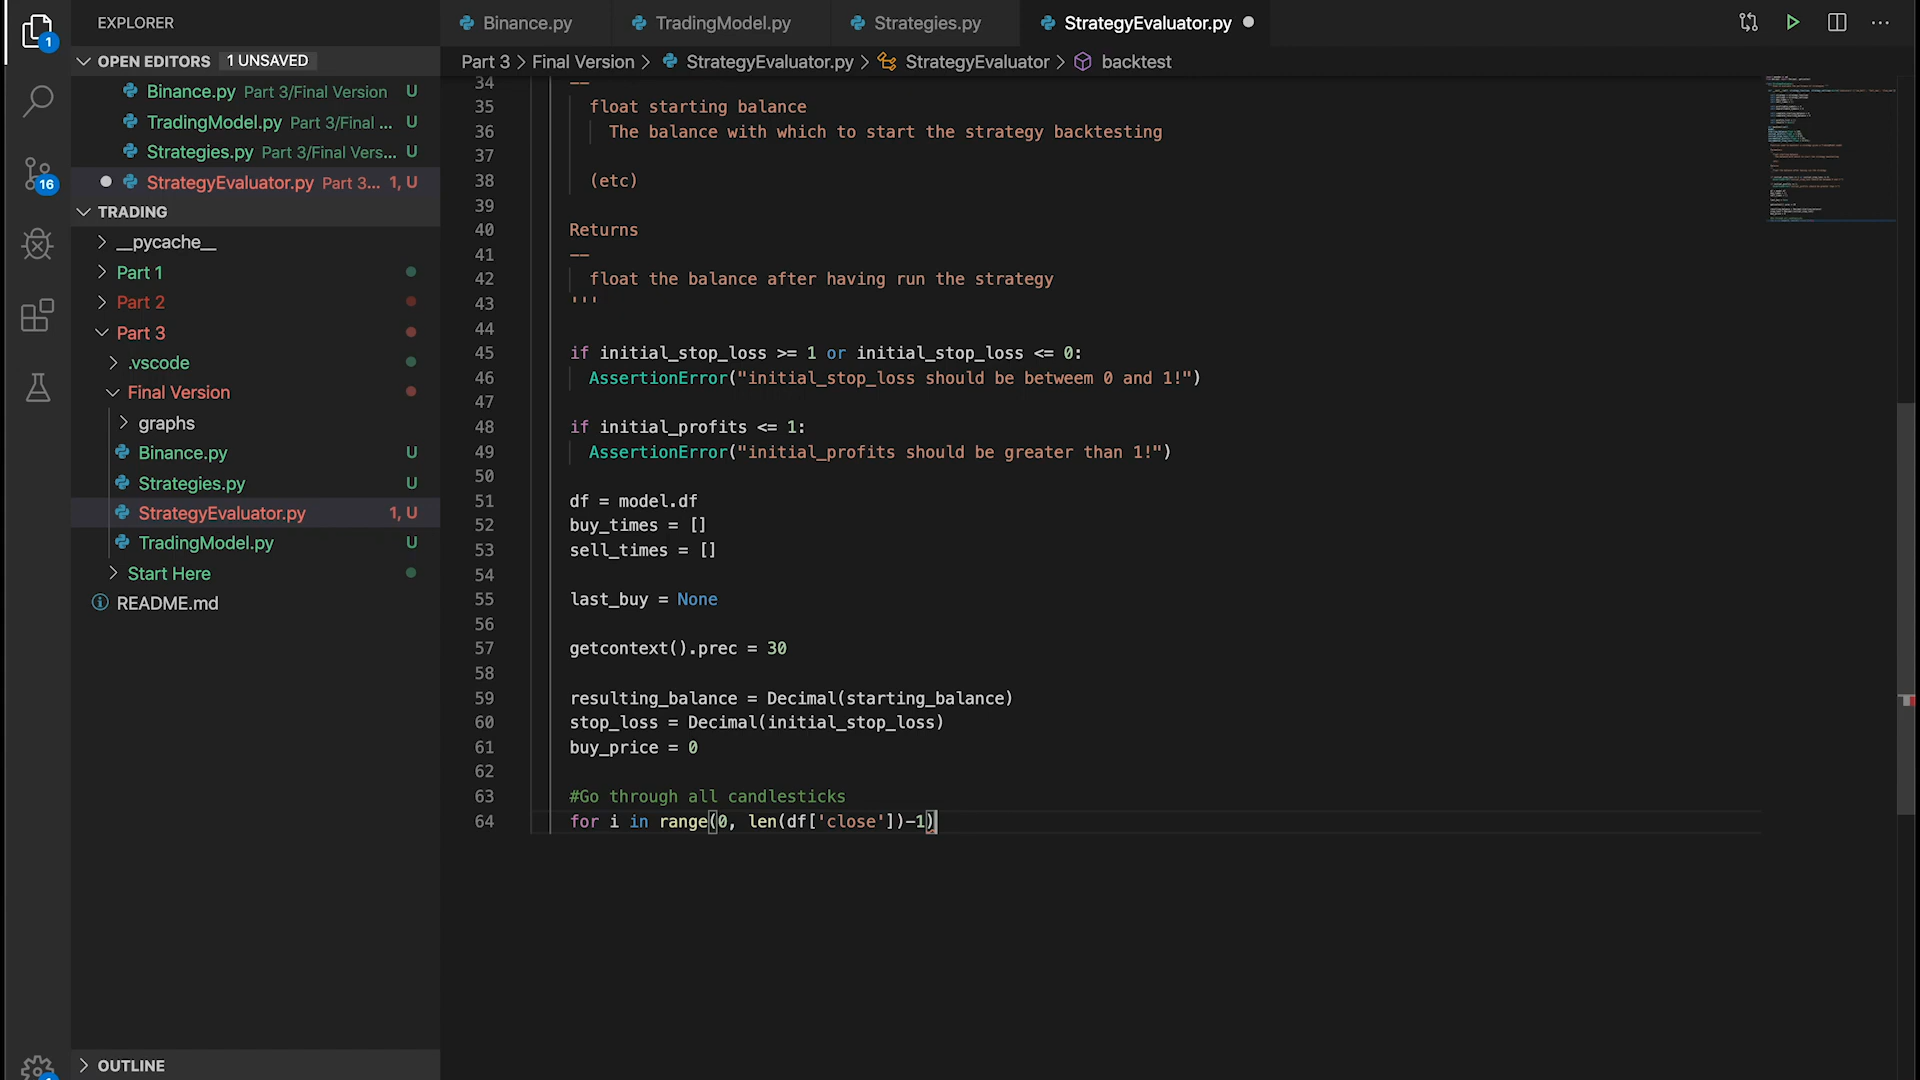 EXPLORER
Binance.py
TradingModel.py
Strategies.py
StrategyEvaluator.py
1
OPEN EDITORS 1 UNSAVED
Part 3 > Final Version > StrategyEvaluator.py > StrategyEvaluator > backtest
Binance.py Part 3/Final Version U
TradingModel.py Part 3/Final ... U
Strategies.py Part 3/Final Vers... U
StrategyEvaluator.py Part 3... 1, U
16
TRADING
__pycache__
Part 1
Part 2
Part 3
.vscode
Final Version
graphs
Binance.py U
Strategies.py U
StrategyEvaluator.py 1, U
TradingModel.py U
Start Here
README.md
OUTLINE
34 --
35 float starting balance
36 The balance with which to start the strategy backtesting
37
38 (etc)
39
40 Returns
41 --
42 float the balance after having run the strategy
43 '''
44
45 if initial_stop_loss >= 1 or initial_stop_loss <= 0:
46 AssertionError("initial_stop_loss should be betweem 0 and 1!")
47
48 if initial_profits <= 1:
49 AssertionError("initial_profits should be greater than 1!")
50
51 df = model.df
52 buy_times = []
53 sell_times = []
54
55 last_buy = None
56
57 getcontext().prec = 30
58
59 resulting_balance = Decimal(starting_balance)
60 stop_loss = Decimal(initial_stop_loss)
61 buy_price = 0
62
63 #Go through all candlesticks
64 for i in range(0, len(df['close'])-1)